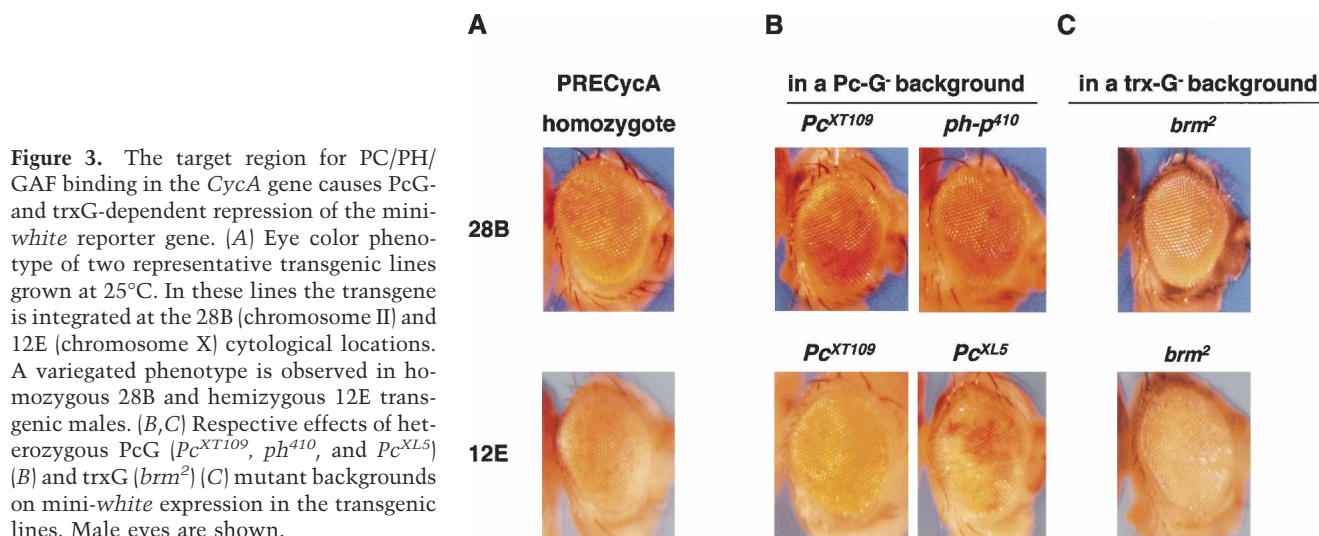 A
B
C
PRECycA
homozygote
in a Pc-G- background
in a trx-G- background
PcXT109
ph-p410
brm2
28B
PcXT109
PcXL5
brm2
12E
Figure 3. The target region for PC/PH/
GAF binding in the CycA gene causes PcG-
and trxG-dependent repression of the mini-
white reporter gene. (A) Eye color pheno-
type of two representative transgenic lines
grown at 25°C. In these lines the transgene
is integrated at the 28B (chromosome II) and
12E (chromosome X) cytological locations.
A variegated phenotype is observed in ho-
mozygous 28B and hemizygous 12E trans-
genic males. (B,C) Respective effects of het-
erozygous PcG (PcXT109, ph410, and PcXL5)
(B) and trxG (brm2) (C) mutant backgrounds
on mini-white expression in the transgenic
lines. Male eyes are shown.